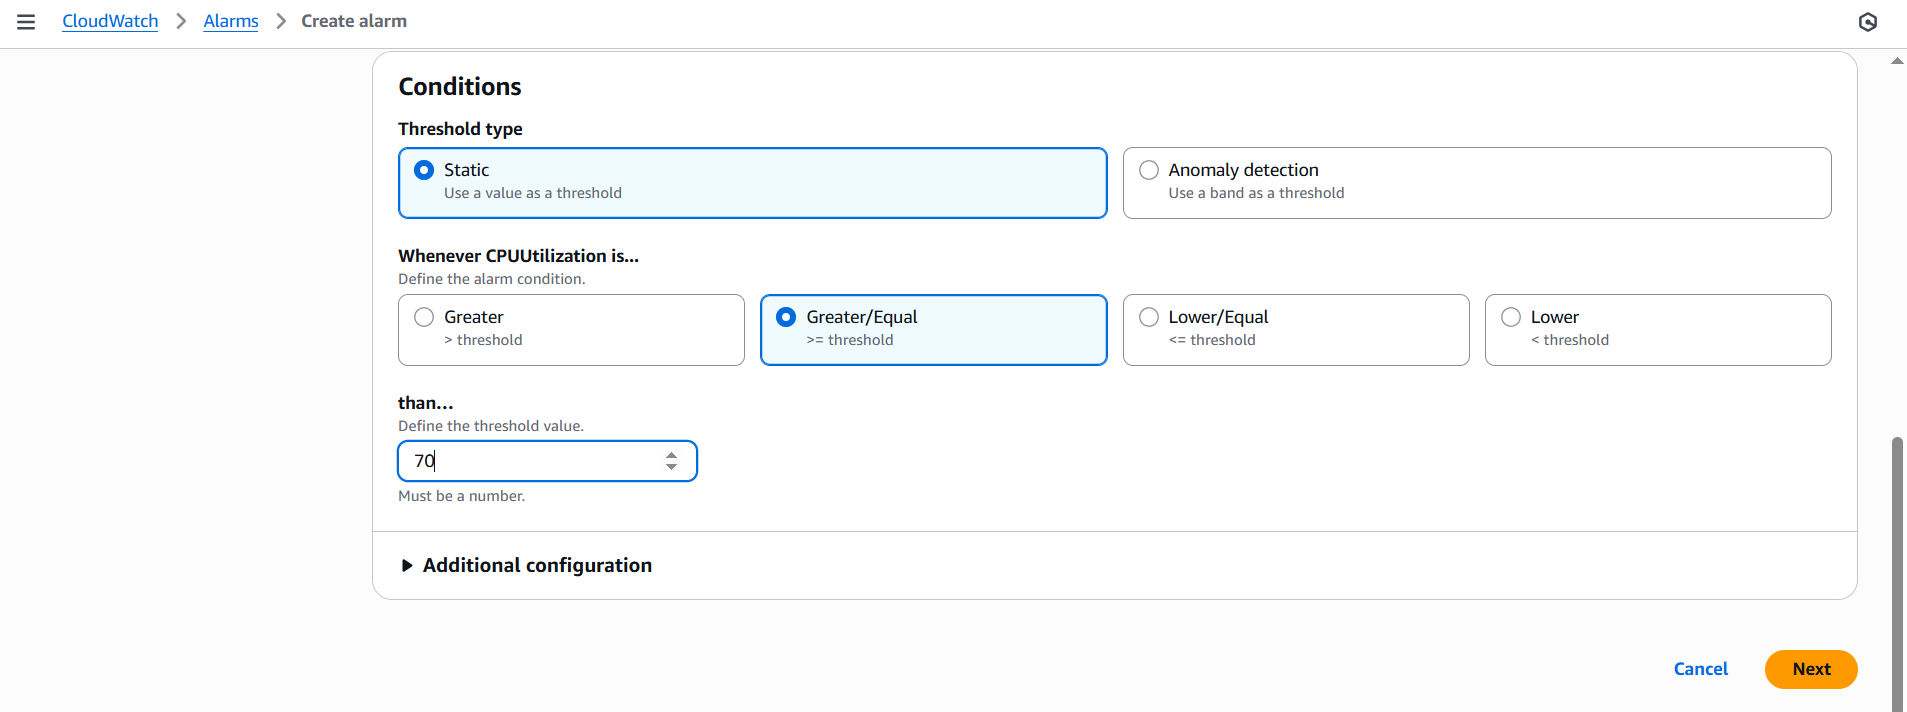 CloudWatch > Alarms > Create alarm
Conditions
Threshold type
Static
Use a value as a threshold
Anomaly detection
Use a band as a threshold
Whenever CPUUtilization is...
Define the alarm condition.
Greater
> threshold
Greater/Equal
>= threshold
Lower/Equal
<= threshold
Lower
< threshold
than...
Define the threshold value.
70
Must be a number.
Additional configuration
Cancel
Next